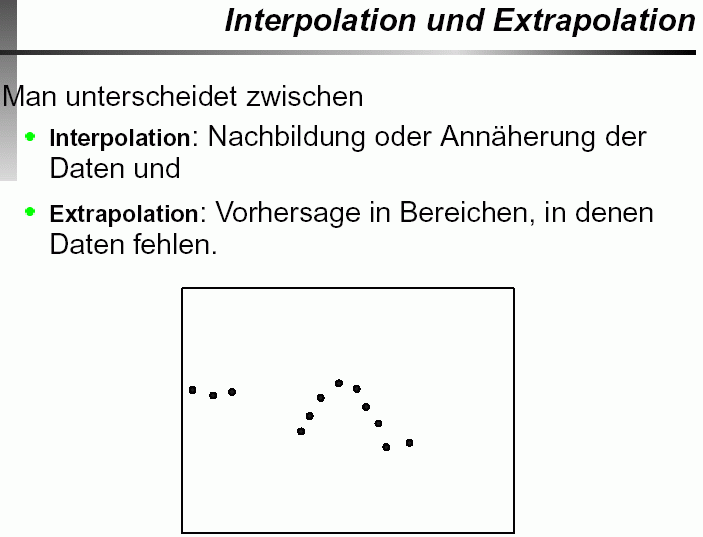 Interpolation und Extrapolation
Man unterscheidet zwischen
Interpolation: Nachbildung oder Annäherung der
Daten und
Extrapolation: Vorhersage in Bereichen, in denen
Daten fehlen.